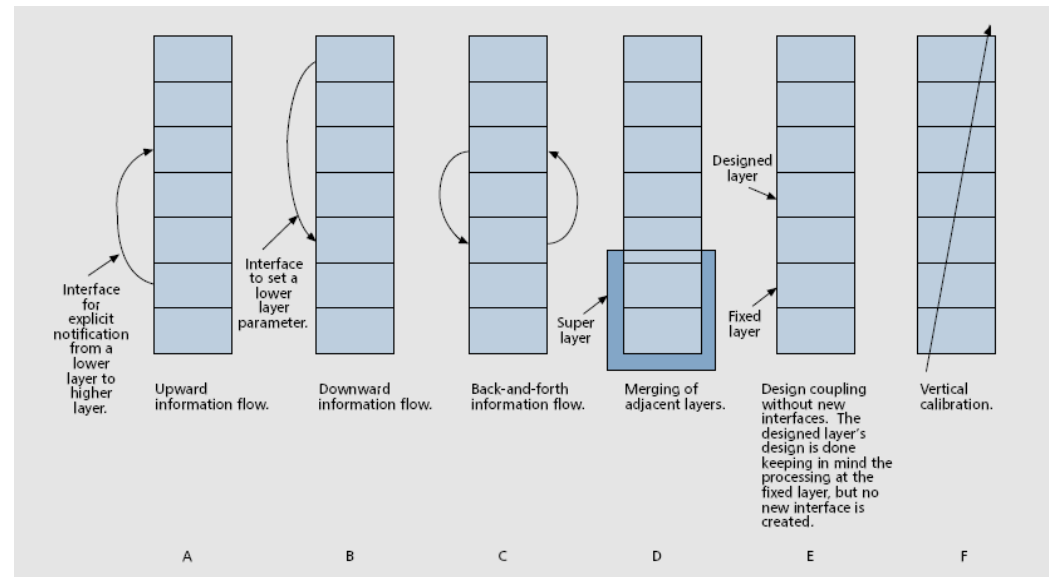 Interface
for
explicit
notification
from a
lower
layer to
higher
layer.
Upward
information flow.
Interface
to set a
lower
layer
parameter.
Downward
information flow.
Back-and-forth
information flow.
Super
layer
Merging of
adjacent layers.
Designed
layer
Fixed
layer
Design coupling
without new
interfaces. The
designed layer's
design is done
keeping in mind the
processing at the
fixed layer, but no
new interface is
created.
Vertical
calibration.
A
B
C
D
E
F